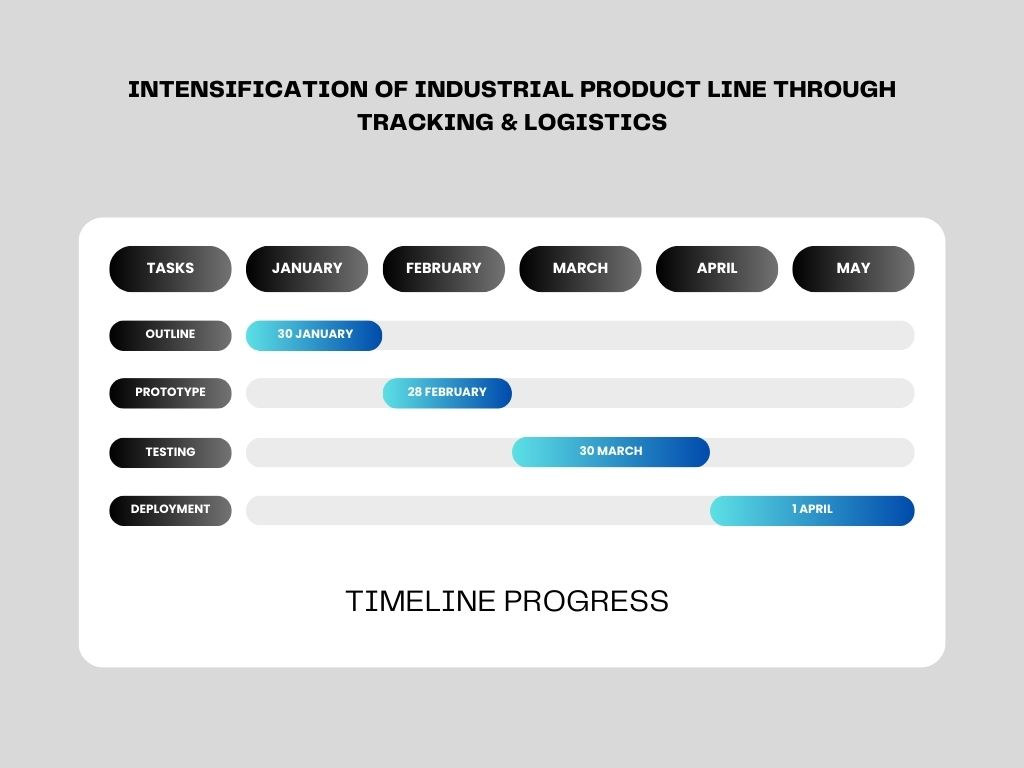 INTENSIFICATION OF INDUSTRIAL PRODUCT LINE THROUGH
TRACKING & LOGISTICS
TASKS JANUARY FEBRUARY MARCH APRIL MAY
OUTLINE 30 JANUARY
PROTOTYPE 28 FEBRUARY
TESTING 30 MARCH
DEPLOYMENT 1 APRIL
TIMELINE PROGRESS